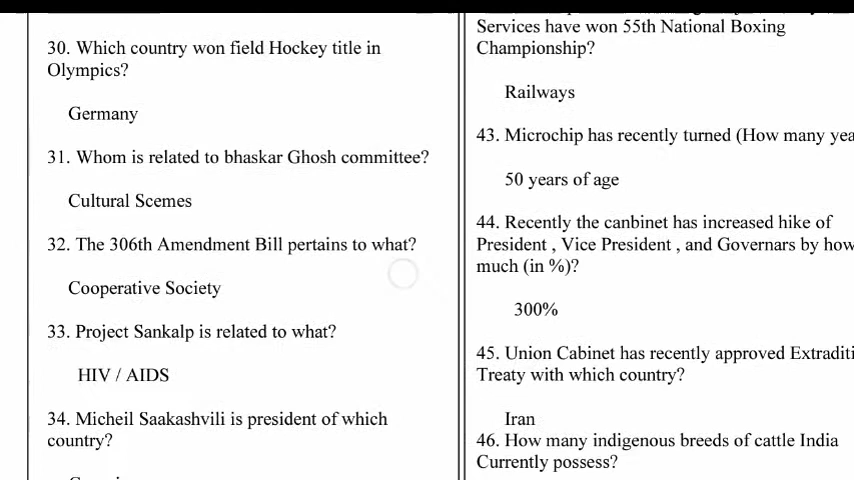 30. Which country won field Hockey title in
Olympics?
Germany
31. Whom is related to bhaskar Ghosh committee?
Cultural Scemes
32. The 306th Amendment Bill pertains to what?
Cooperative Society
33. Project Sankalp is related to what?
HIV / AIDS
34. Micheil Saakashvili is president of which
country?
Services have won 55th National Boxing
Championship?
Railways
43. Microchip has recently turned (How many yea
50 years of age
44. Recently the canbinet has increased hike of
President , Vice President , and Governars by how
much (in %)?
300%
45. Union Cabinet has recently approved Extraditi
Treaty with which country?
Iran
46. How many indigenous breeds of cattle India
Currently possess?